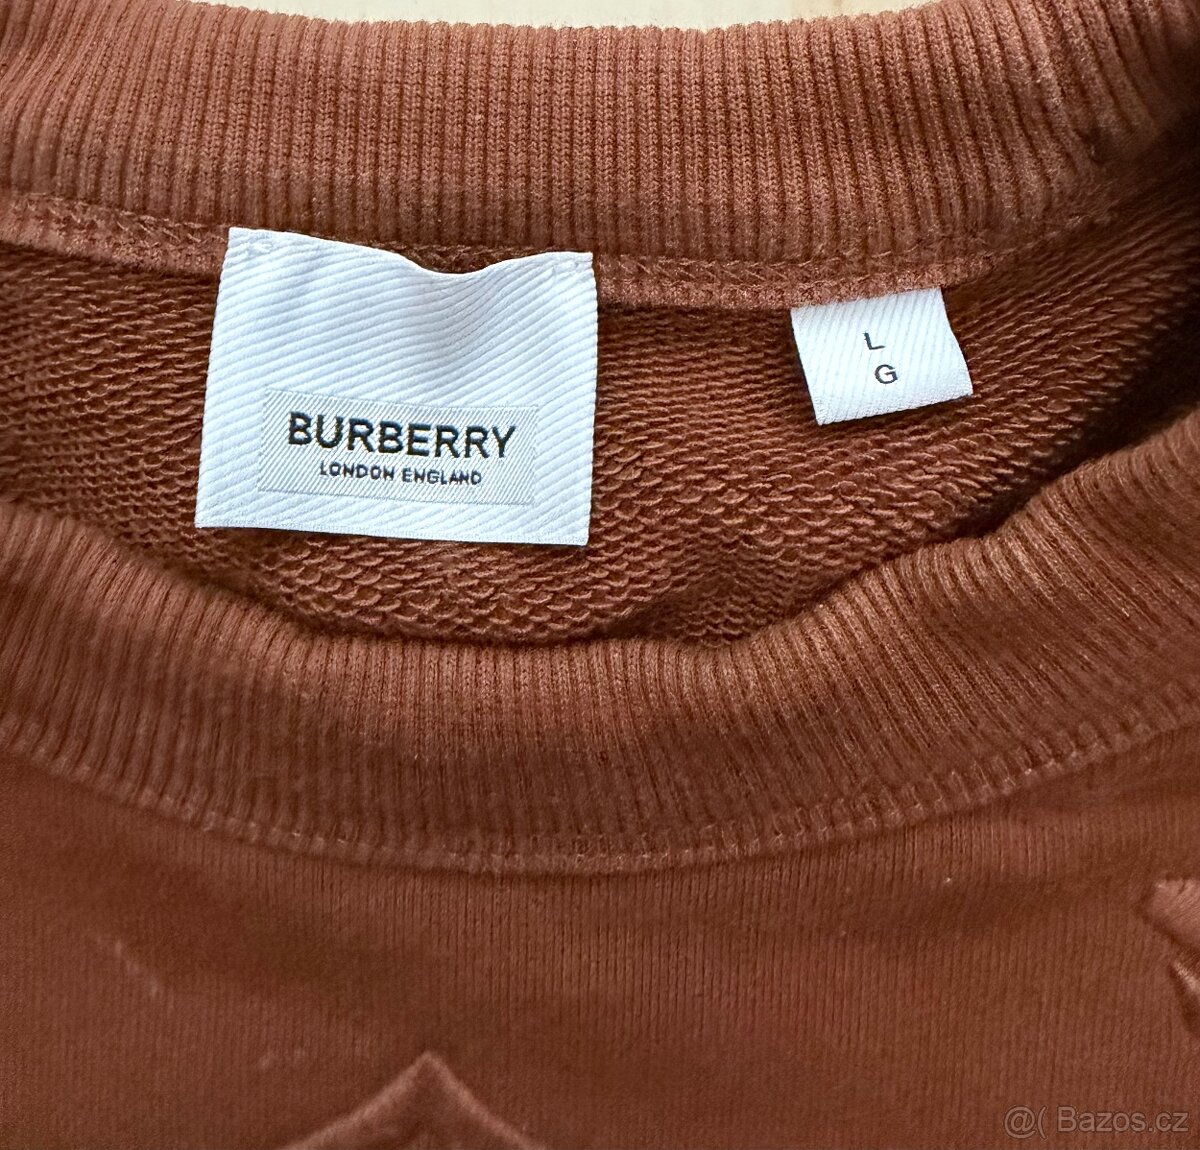 BURBERRY
LONDON ENGLAND
L
G
@( Bazos.cz